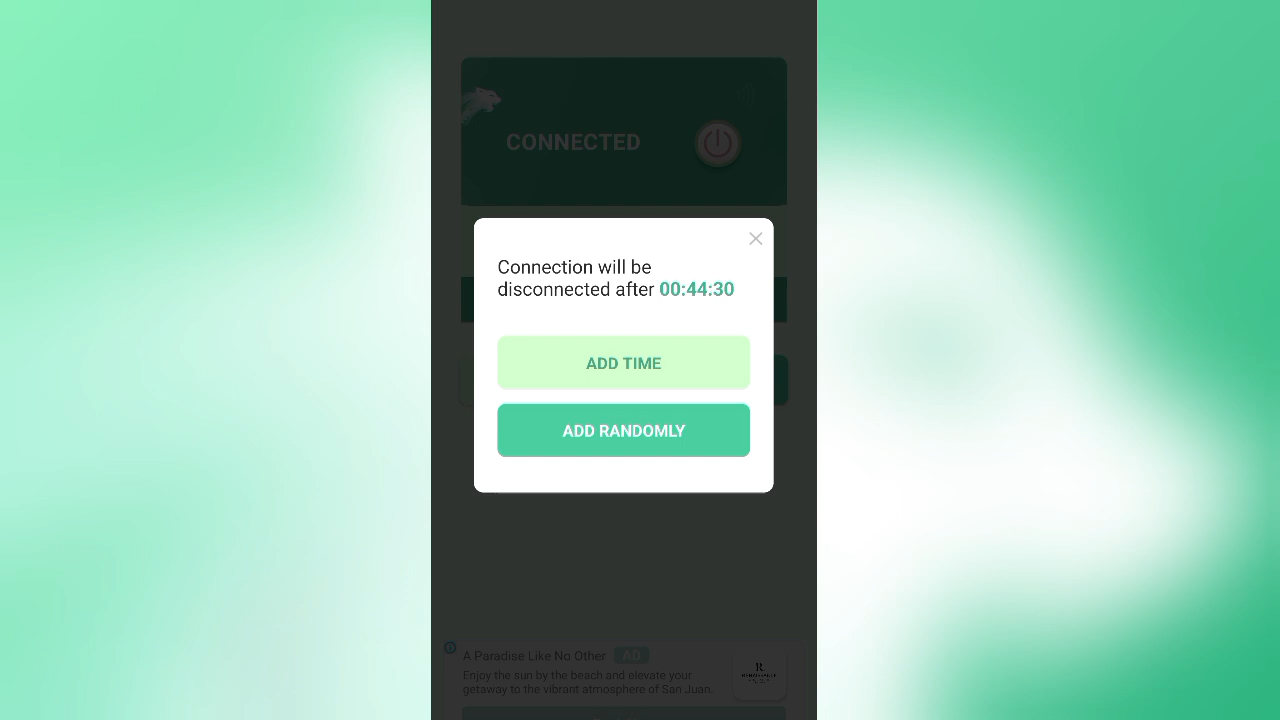 CONNECTED
Connection will be
disconnected after 00:44:30
ADD TIME
ADD RANDOMLY
A Paradise Like No Other AD
Enjoy the sun by the beach and elevate your
getaway to the vibrant atmosphere of San Juan.
R
RENAISSANCE